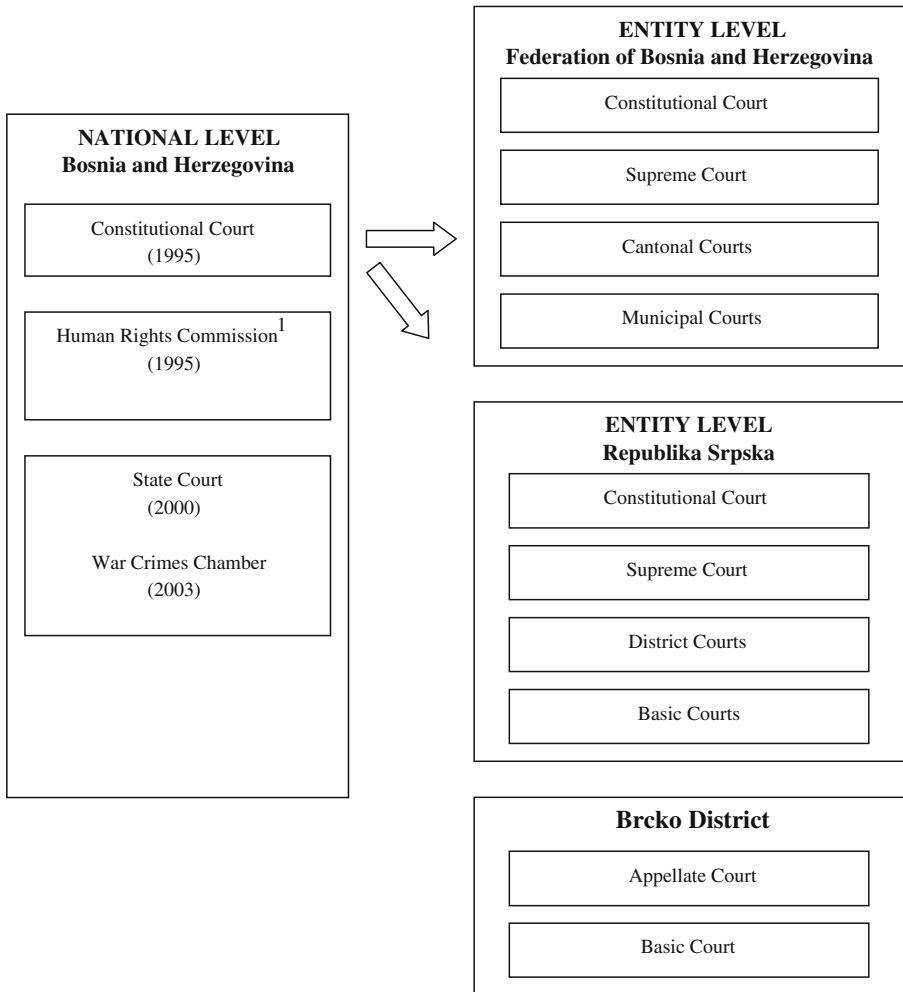 NATIONAL LEVEL
Bosnia and Herzegovina
Constitutional Court
(1995)
Human Rights Commission1
(1995)
State Court
(2000)
War Crimes Chamber
(2003)
ENTITY LEVEL
Federation of Bosnia and Herzegovina
Constitutional Court
Supreme Court
Cantonal Courts
Municipal Courts
ENTITY LEVEL
Republika Srpska
Constitutional Court
Supreme Court
District Courts
Basic Courts
Brcko District
Appellate Court
Basic Court